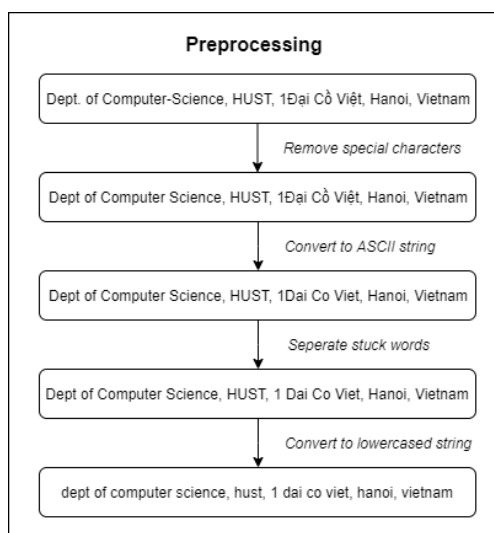 Preprocessing
Dept. of Computer-Science, HUST, 1Đại Cồ Việt, Hanoi, Vietnam
Remove special characters
Dept of Computer Science, HUST, 1Đại Cồ Việt, Hanoi, Vietnam
Convert to ASCII string
Dept of Computer Science, HUST, 1Dai Co Viet, Hanoi, Vietnam
Seperate stuck words
Dept of Computer Science, HUST, 1 Dai Co Viet, Hanoi, Vietnam
Convert to lowercased string
dept of computer science, hust, 1 dai co viet, hanoi, vietnam